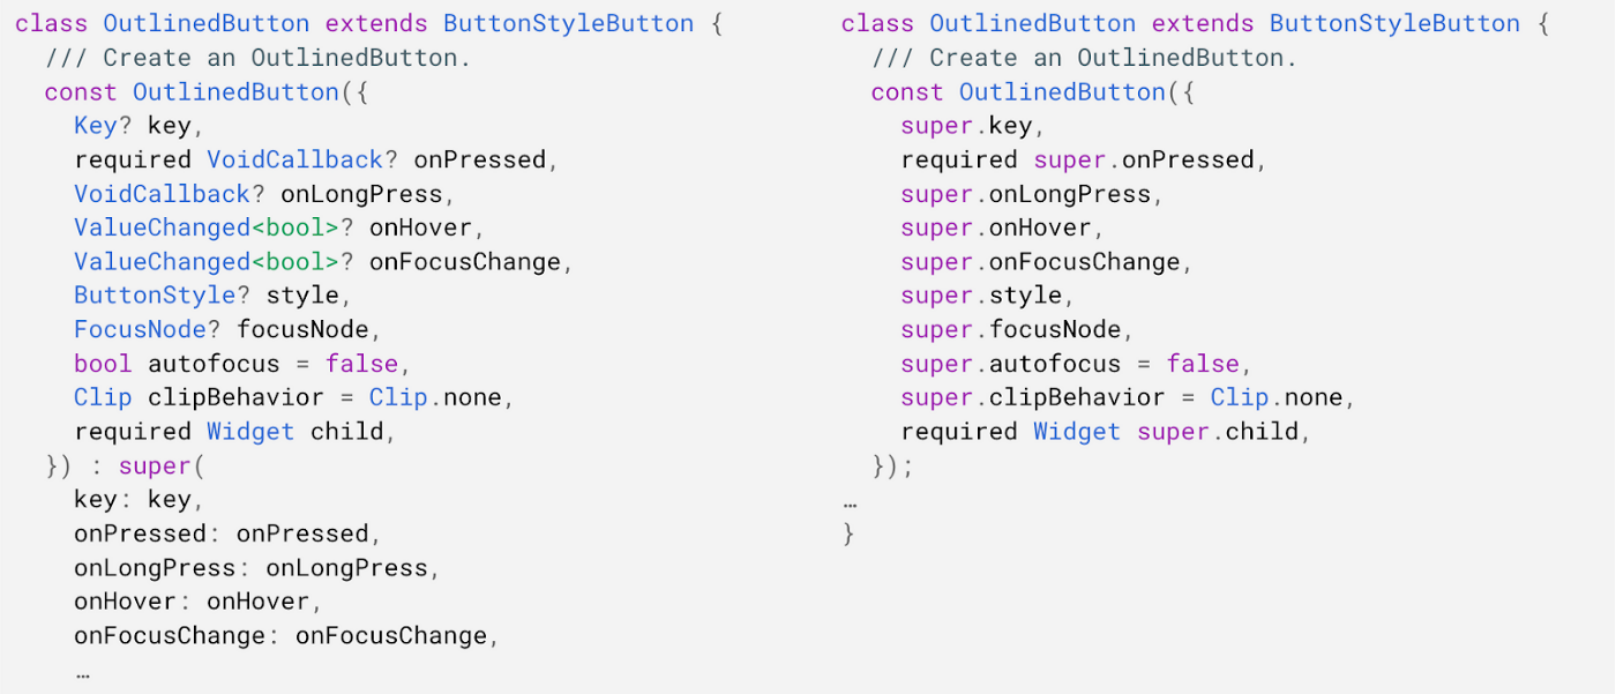 class OutlinedButton extends ButtonStyleButton {
  /// Create an OutlinedButton.
  const OutlinedButton({
    Key? key,
    required VoidCallback? onPressed,
    VoidCallback? onLongPress,
    ValueChanged<bool>? onHover,
    ValueChanged<bool>? onFocusChange,
    ButtonStyle? style,
    FocusNode? focusNode,
    bool autofocus = false,
    Clip clipBehavior = Clip.none,
    required Widget child,
  }) : super(
    key: key,
    onPressed: onPressed,
    onLongPress: onLongPress,
    onHover: onHover,
    onFocusChange: onFocusChange,
    …
class OutlinedButton extends ButtonStyleButton {
  /// Create an OutlinedButton.
  const OutlinedButton({
    super.key,
    required super.onPressed,
    super.onLongPress,
    super.onHover,
    super.onFocusChange,
    super.style,
    super.focusNode,
    super.autofocus = false,
    super.clipBehavior = Clip.none,
    required Widget super.child,
  });
…
}